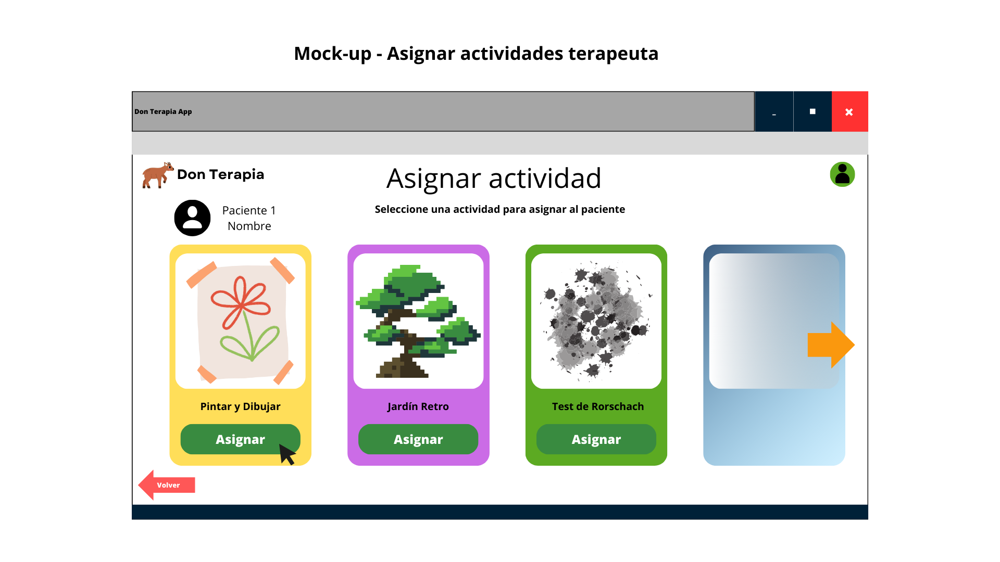 Mock-up - Asignar actividades terapeuta
Don Terapia App
Don Terapia
Asignar actividad
Paciente 1
Nombre
Seleccione una actividad para asignar al paciente
Pintar y Dibujar
Asignar
Jardín Retro
Asignar
Test de Rorschach
Asignar
Volver